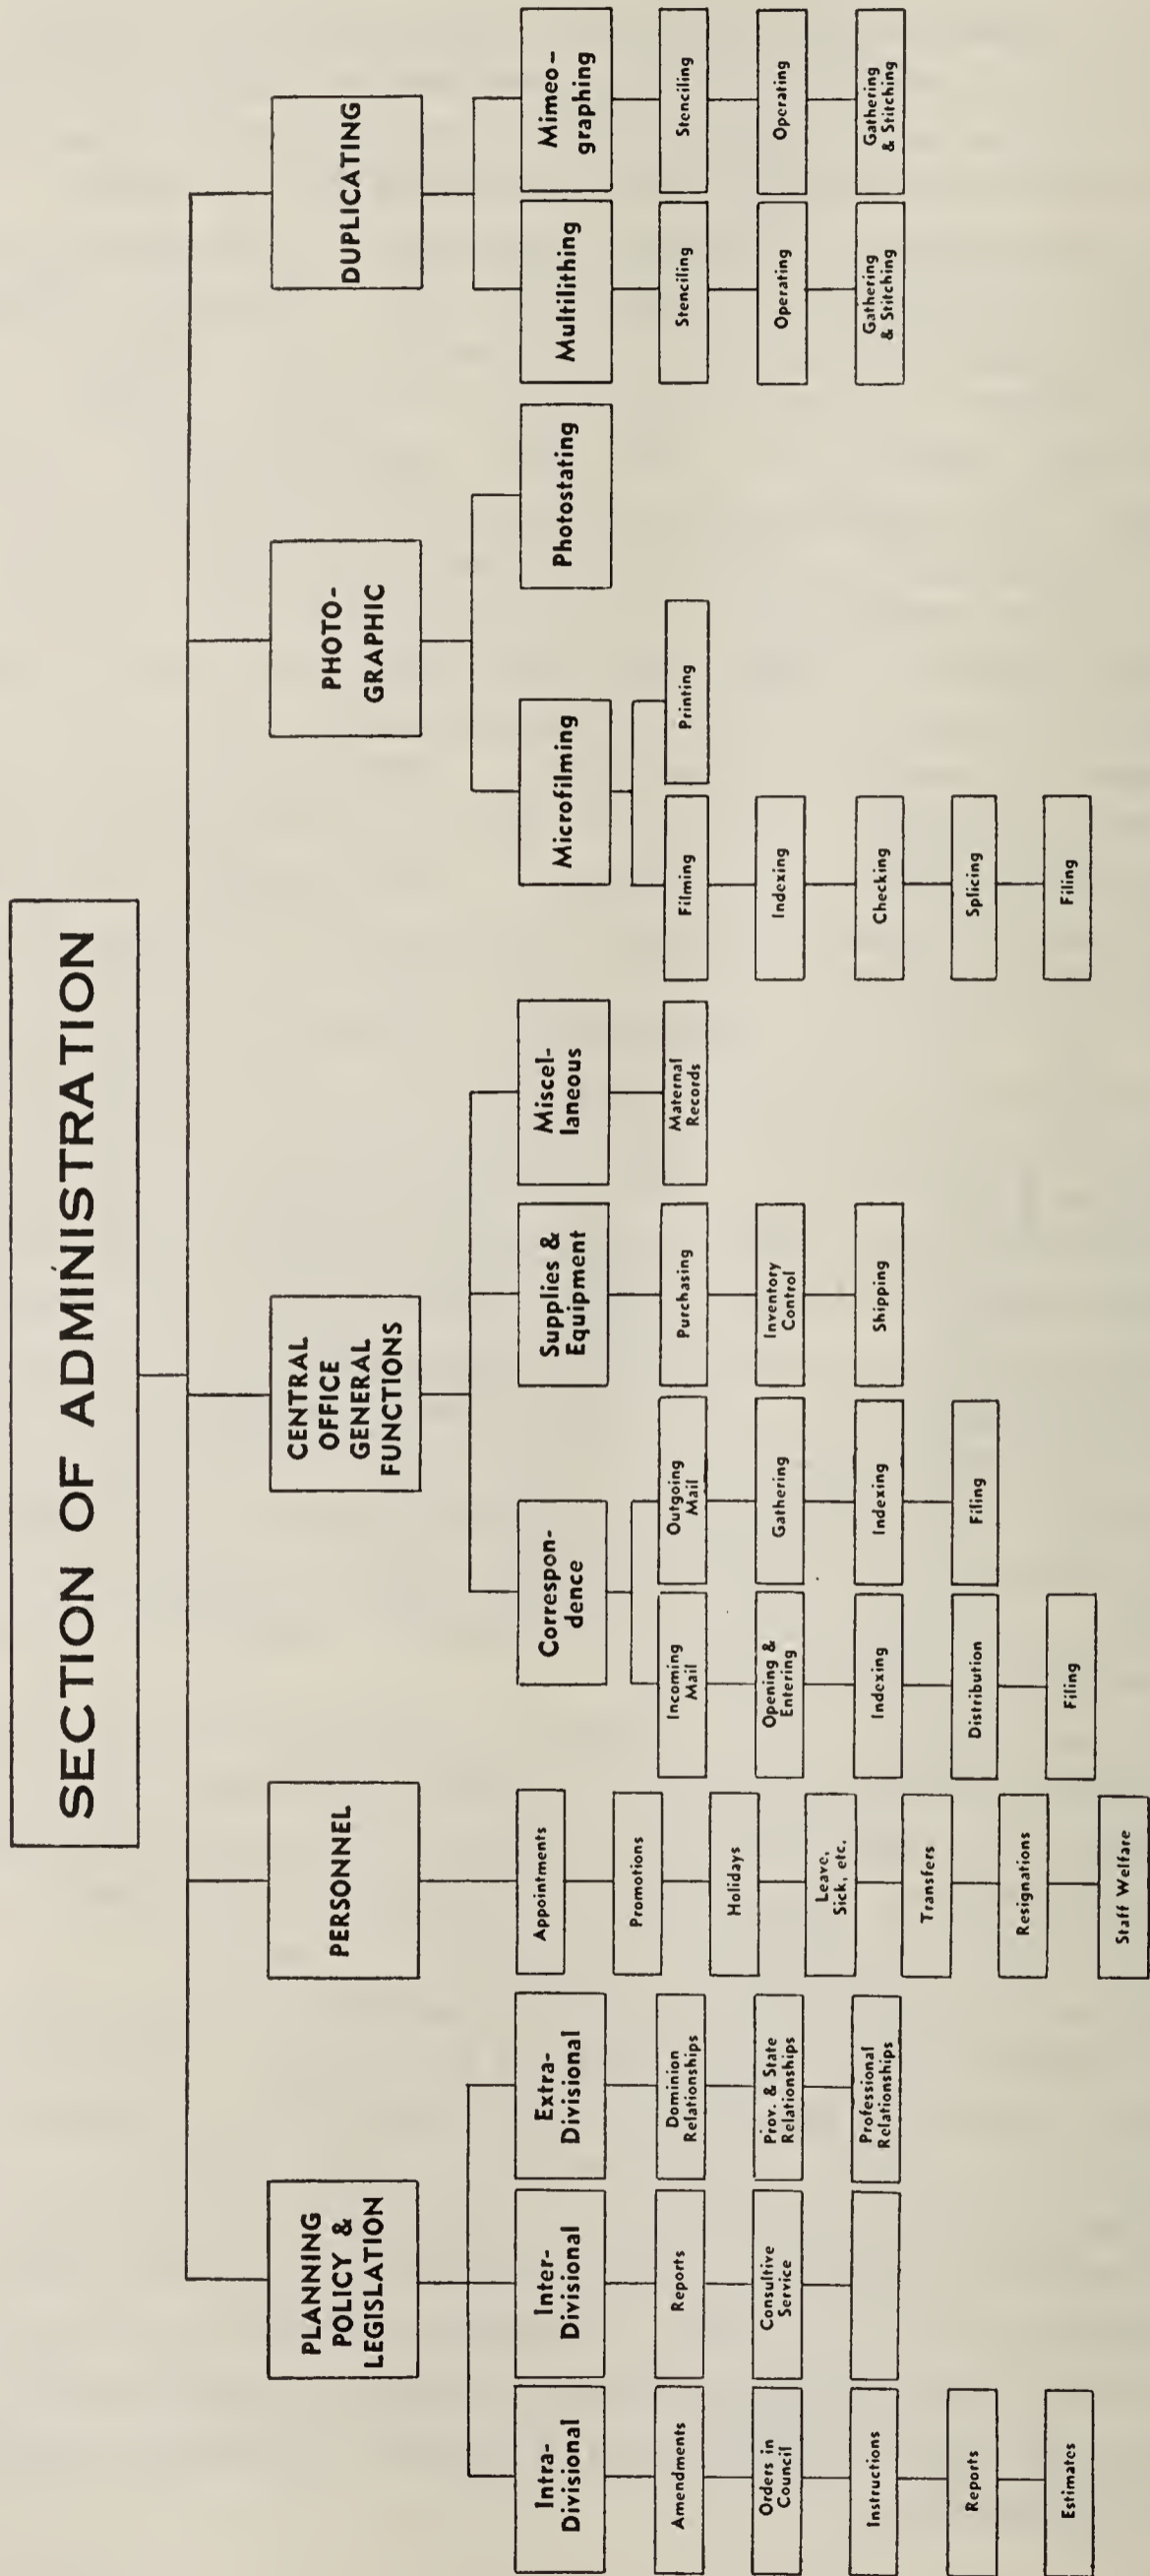 SECTION OF ADMINISTRATION
PLANNING
POLICY &
LEGISLATION
PERSONNEL
CENTRAL
OFFICE
GENERAL
FUNCTIONS
PHOTO-
GRAPHIC
DUPLICATING
Intra-
Divisional
Amendments
Orders in
Council
Instructions
Reports
Estimates
Inter-
Divisional
Reports
Consultive
Service
Extra-
Divisional
Dominion
Relationships
Prov. & State
Relationships
Professional
Relationships
Appointments
Promotions
Holidays
Leave,
Sick, etc.
Transfers
Resignations
Staff Welfare
Correspon-
dence
Incoming
Mail
Opening &
Entering
Indexing
Distribution
Filing
Outgoing
Mail
Gathering
Indexing
Filing
Supplies &
Equipment
Purchasing
Inventory
Control
Shipping
Miscel-
laneous
Maternal
Records
Microfilming
Filming
Indexing
Checking
Splicing
Filing
Printing
Photostating
Multilithing
Stenciling
Operating
Gathering
& Stitching
Mimeo-
graphing
Stenciling
Operating
Gathering
& Stitching